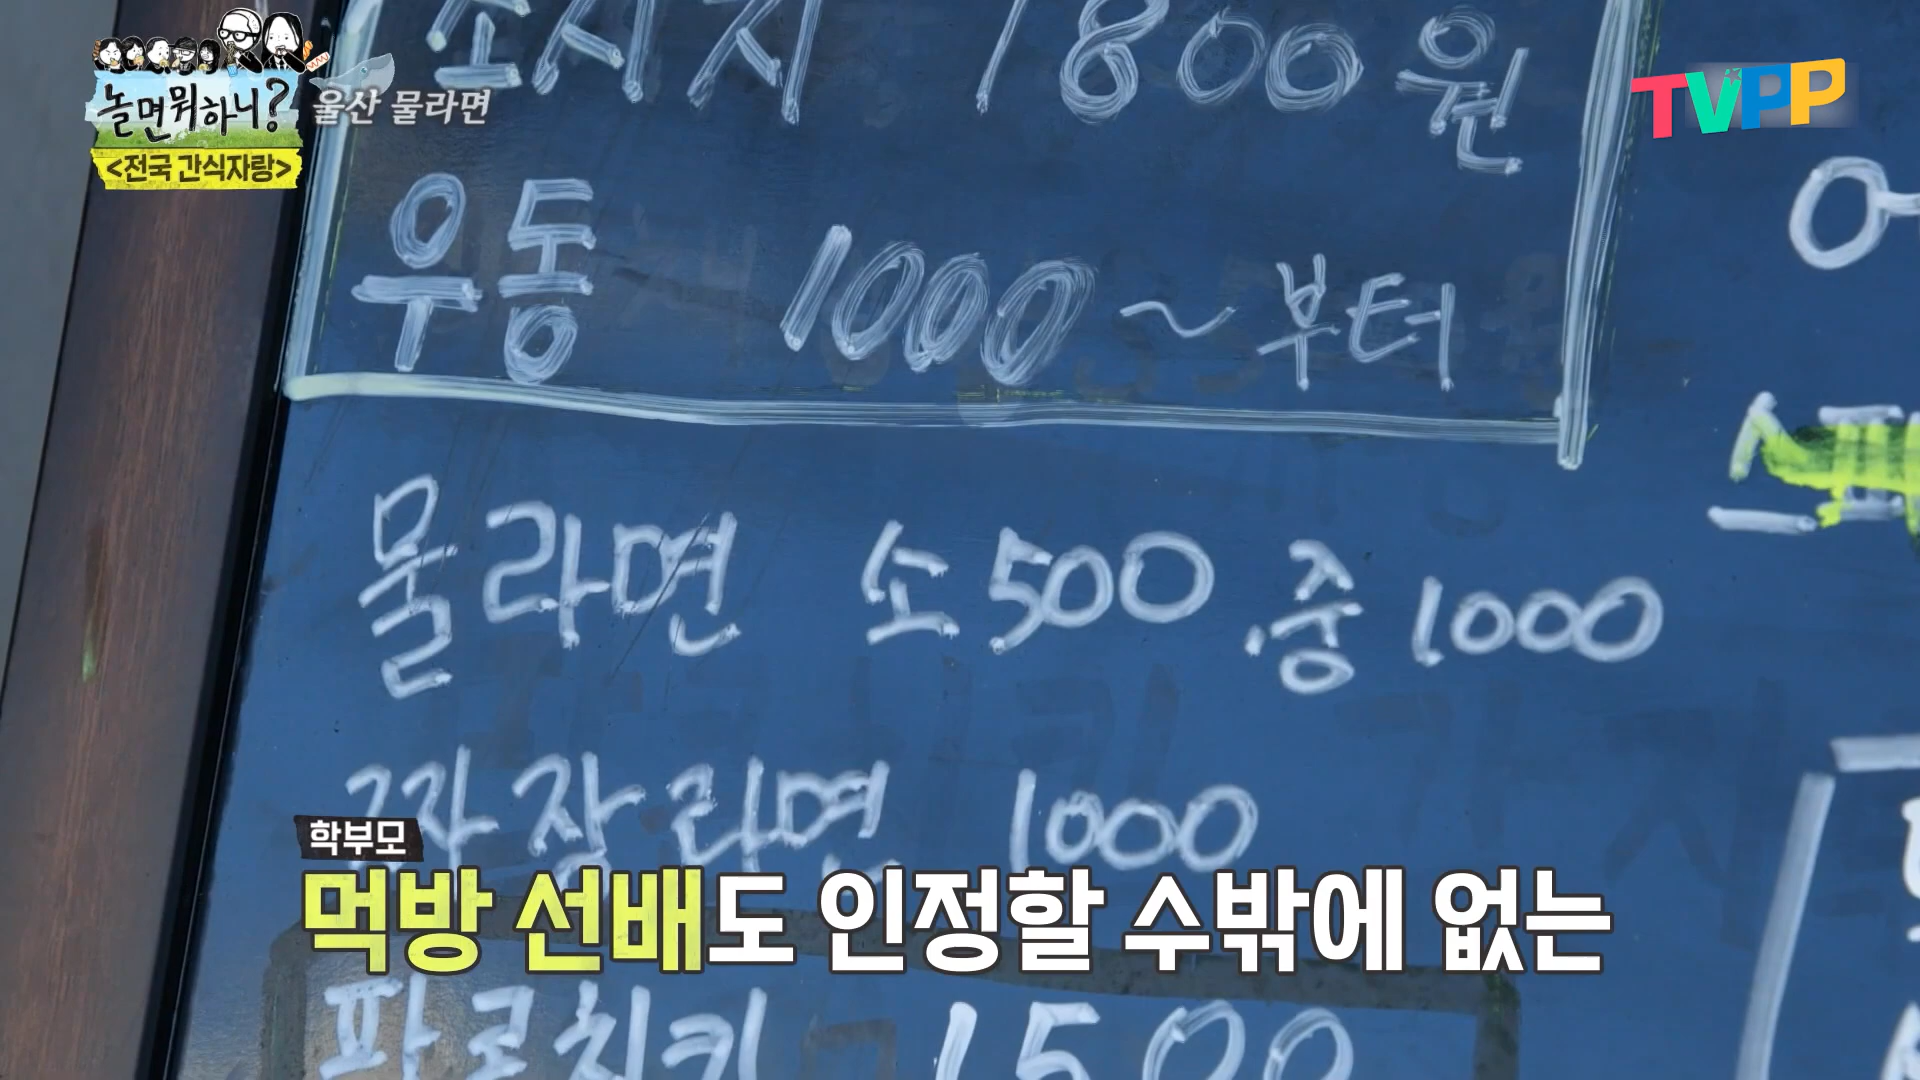 놀면뭐하니?
<전국 간식자랑>
울산 물라면
TVPP
소시지 1800원
우동 1000~부터
물라면 소500 중1000
짜장라면 1000
학부모
먹방 선배도 인정할 수밖에 없는
1500